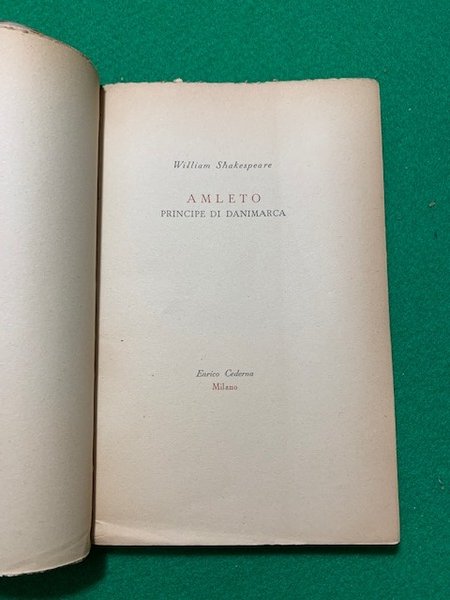 William Shakespeare
AMLETO
PRINCIPE DI DANIMARCA
Enrico Cederna
Milano